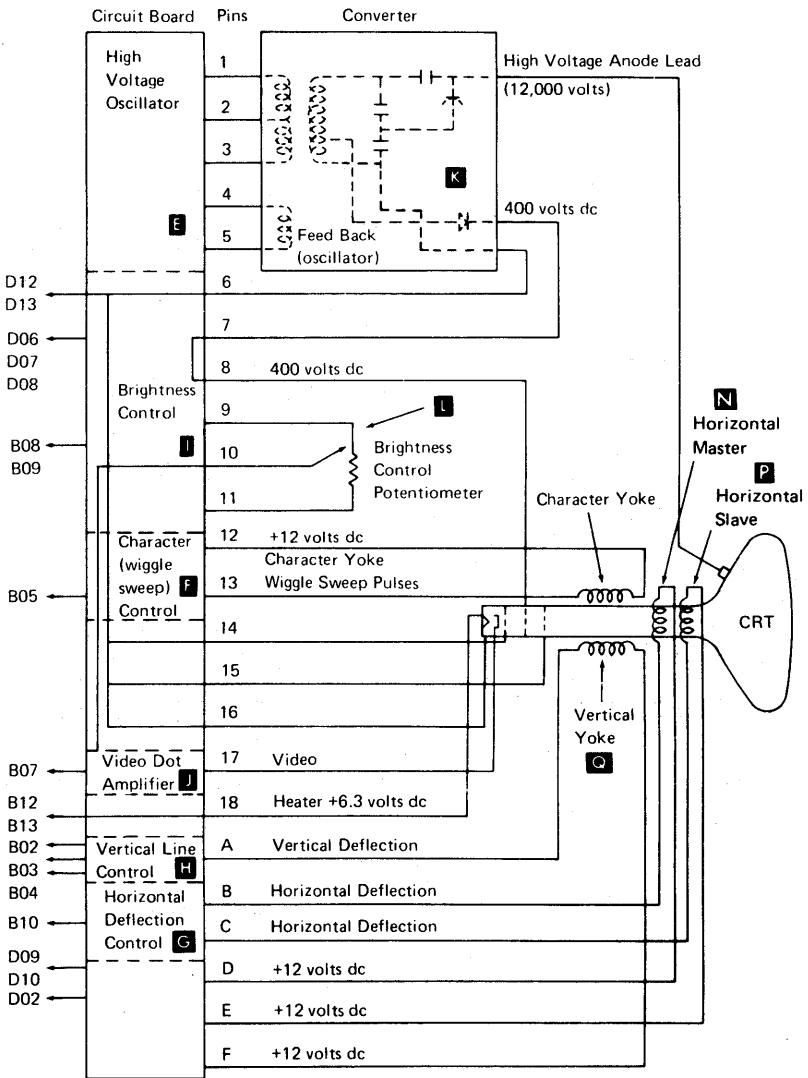 Circuit Board
Pins
Converter
High
Voltage
Oscillator
E
1
2
3
4
5
Feed Back
(oscillator)
K
High Voltage Anode Lead
(12,000 volts)
400 volts dc
D12
D13
6
D06
7
D07
D08
8
400 volts dc
Brightness
Control
I
9
L
B08
B09
10
Brightness
Control
Potentiometer
11
N
Horizontal
Master
P
Horizontal
Slave
Character
(wiggle
sweep)
F
Control
12
+12 volts dc
Character Yoke
B05
13
Character Yoke
Wiggle Sweep Pulses
14
CRT
15
16
Vertical
Yoke
Q
Video Dot
Amplifier
J
B07
17
Video
B12
B13
18
Heater +6.3 volts dc
B02
B03
Vertical Line
Control
H
A
Vertical Deflection
B04
Horizontal
Deflection
Control
G
B
Horizontal Deflection
B10
C
Horizontal Deflection
D09
D10
D
+12 volts dc
D02
E
+12 volts dc
F
+12 volts dc